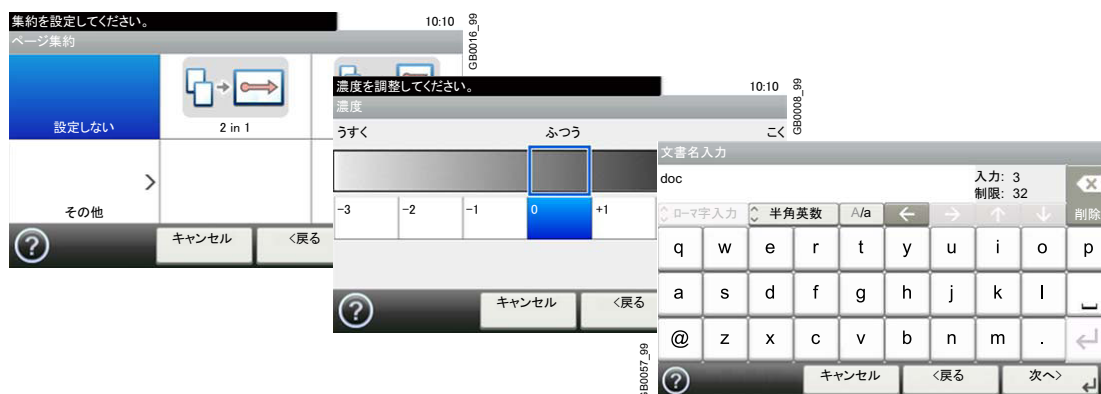 集約を設定してください。 10:10
ページ集約
設定しない
2 in 1
その他
キャンセル <戻る
GB0016_99
濃度を調整してください。 10:10
濃度
うすく ふつう こく
-3 -2 -1 0 +1
キャンセル <戻る
GB0008_99
文書名入力
doc
入力: 3
制限: 32
ローマ字入力 半角英数 A/a ← → ↑ ↓ 削除
q w e r t y u i o p
a s d f g h j k l
@ z x c v b n m .
キャンセル <戻る 次へ>
GB0057_99